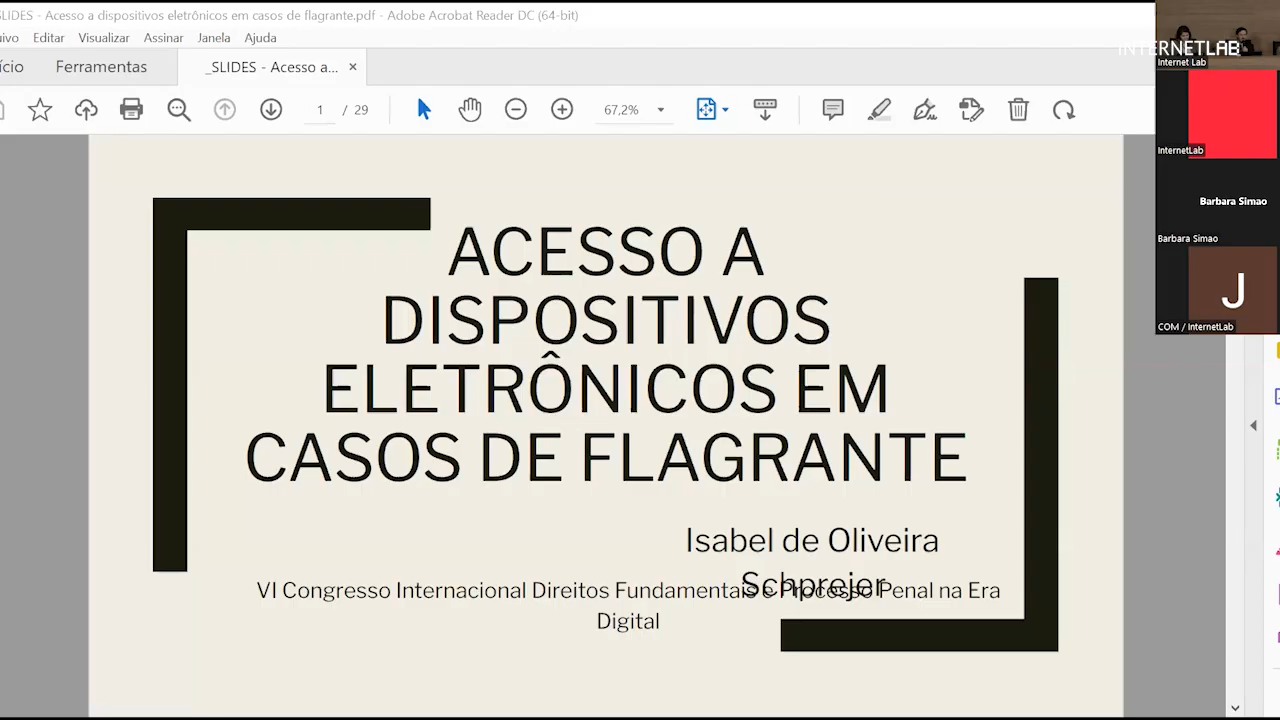 SLIDES - Acesso a dispositivos eletrônicos em casos de flagrante.pdf - Adobe Acrobat Reader DC (64-bit)
uivo Editar Visualizar Assinar Janela Ajuda
ício Ferramentas _SLIDES - Acesso a... ×
1 / 29 67,2%
ACESSO A
DISPOSITIVOS
ELETRÔNICOS EM
CASOS DE FLAGRANTE
Isabel de Oliveira
Schprejer
VI Congresso Internacional Direitos Fundamentais e Processo Penal na Era
Digital
INTERNETLAB
Internet Lab
InternetLab
Barbara Simao
Barbara Simao
J
COM / InternetLab